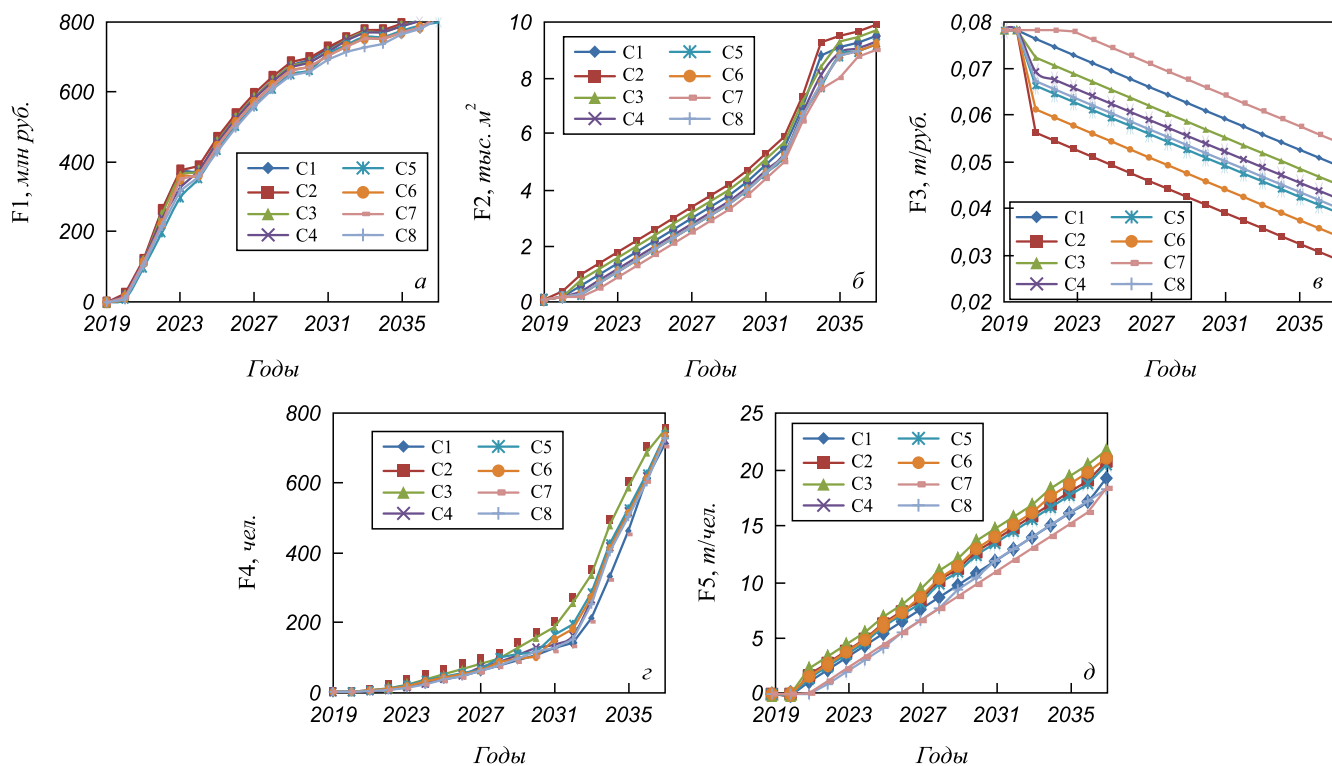 F1, млн руб.
800
600
400
200
0
C1 C5
C2 C6
C3 C7
C4 C8
а
2019 2023 2027 2031 2035
Годы
F2, тыс. м²
10
8
6
4
2
0
C1 C5
C2 C6
C3 C7
C4 C8
б
2019 2023 2027 2031 2035
Годы
F3, т/руб.
0,08
0,07
0,06
0,05
0,04
0,03
0,02
C1 C5
C2 C6
C3 C7
C4 C8
в
2019 2023 2027 2031 2035
Годы
F4, чел.
800
600
400
200
0
C1 C5
C2 C6
C3 C7
C4 C8
г
2019 2023 2027 2031 2035
Годы
F5, т/чел.
25
20
15
10
5
0
C1 C5
C2 C6
C3 C7
C4 C8
д
2019 2023 2027 2031 2035
Годы